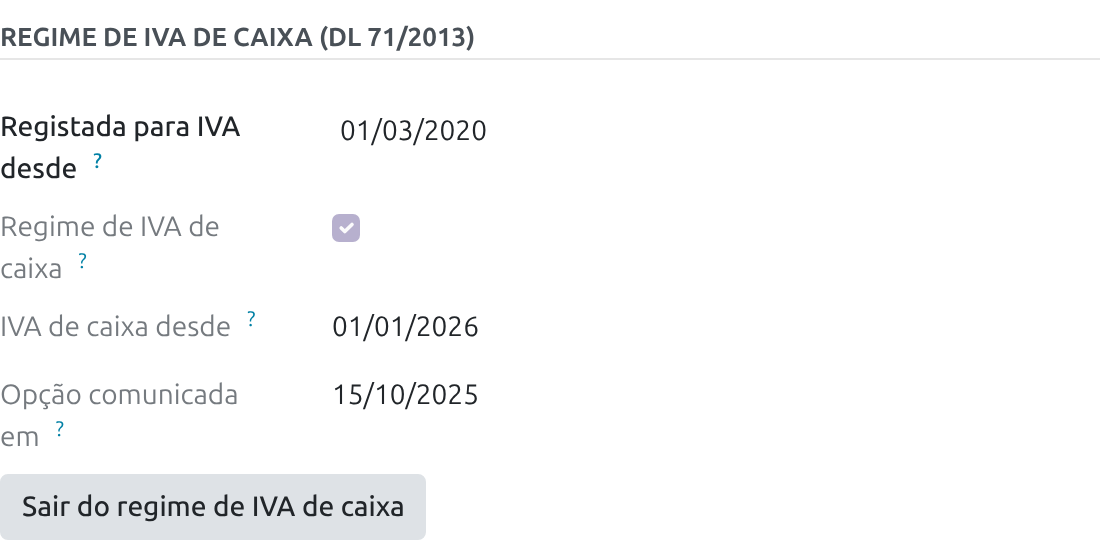 REGIME DE IVA DE CAIXA (DL 71/2013)
Registada para IVA
desde ?
01/03/2020
Regime de IVA de
caixa ?
IVA de caixa desde ?
01/01/2026
Opção comunicada
em ?
15/10/2025
Sair do regime de IVA de caixa